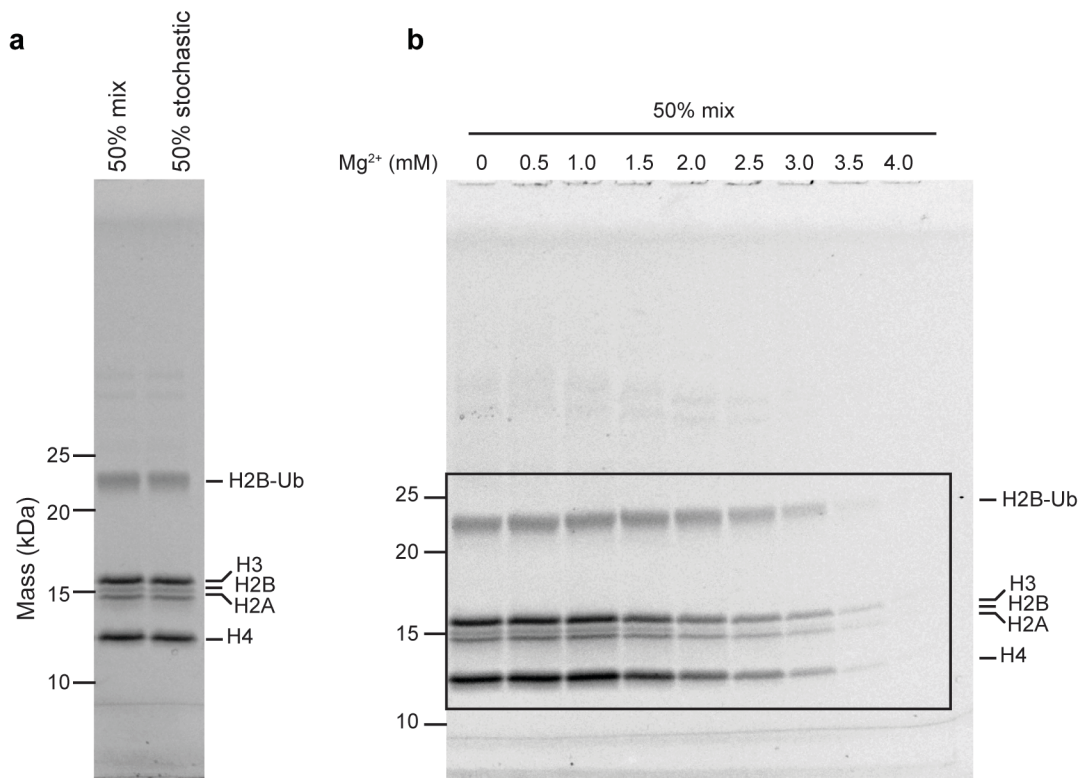 a
50% mix
50% stochastic
Mass (kDa)
25
20
15
10
H2B-Ub
H3
H2B
H2A
H4
b
50% mix
Mg²⁺ (mM) 0 0.5 1.0 1.5 2.0 2.5 3.0 3.5 4.0
25
20
15
10
H2B-Ub
H3
H2B
H2A
H4